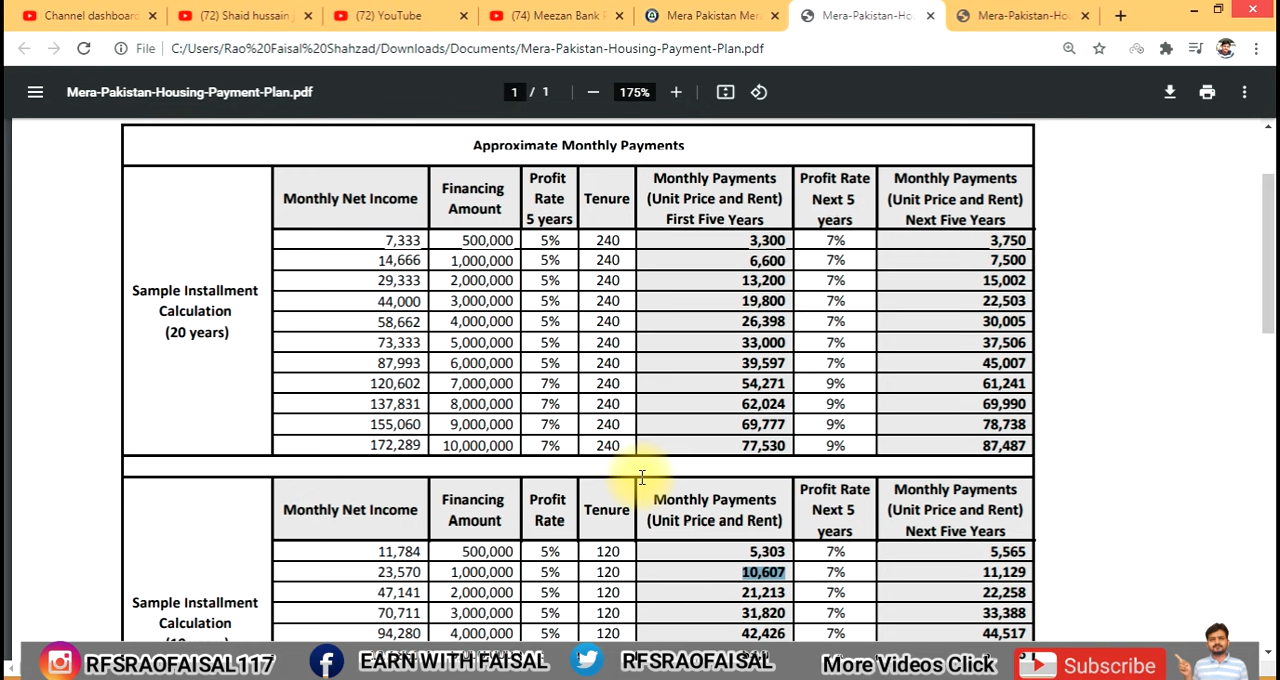 Channel dashboard
(72) Shaid hussain
(72) YouTube
(74) Meezan Bank
Mera Pakistan Mera
Mera-Pakistan-Ho
Mera-Pakistan-Ho
File C:/Users/Rao%20Faisal%20Shahzad/Downloads/Documents/Mera-Pakistan-Housing-Payment-Plan.pdf
Mera-Pakistan-Housing-Payment-Plan.pdf 1 / 1 175%
Approximate Monthly Payments
Monthly Net Income
Financing Amount
Profit Rate 5 years
Tenure
Monthly Payments (Unit Price and Rent) First Five Years
Profit Rate Next 5 years
Monthly Payments (Unit Price and Rent) Next Five Years
Sample Installment Calculation (20 years)
7,333 500,000 5% 240 3,300 7% 3,750
14,666 1,000,000 5% 240 6,600 7% 7,500
29,333 2,000,000 5% 240 13,200 7% 15,002
44,000 3,000,000 5% 240 19,800 7% 22,503
58,662 4,000,000 5% 240 26,398 7% 30,005
73,333 5,000,000 5% 240 33,000 7% 37,506
87,993 6,000,000 5% 240 39,597 7% 45,007
120,602 7,000,000 7% 240 54,271 9% 61,241
137,831 8,000,000 7% 240 62,024 9% 69,990
155,060 9,000,000 7% 240 69,777 9% 78,738
172,289 10,000,000 7% 240 77,530 9% 87,487
Monthly Net Income
Financing Amount
Profit Rate
Tenure
Monthly Payments (Unit Price and Rent)
Profit Rate Next 5 years
Monthly Payments (Unit Price and Rent) Next Five Years
Sample Installment Calculation
11,784 500,000 5% 120 5,303 7% 5,565
23,570 1,000,000 5% 120 10,607 7% 11,129
47,141 2,000,000 5% 120 21,213 7% 22,258
70,711 3,000,000 5% 120 31,820 7% 33,388
94,280 4,000,000 5% 120 42,426 7% 44,517
RFSRAOFAISAL117 EARN WITH FAISAL RFSRAOFAISAL More Videos Click Subscribe